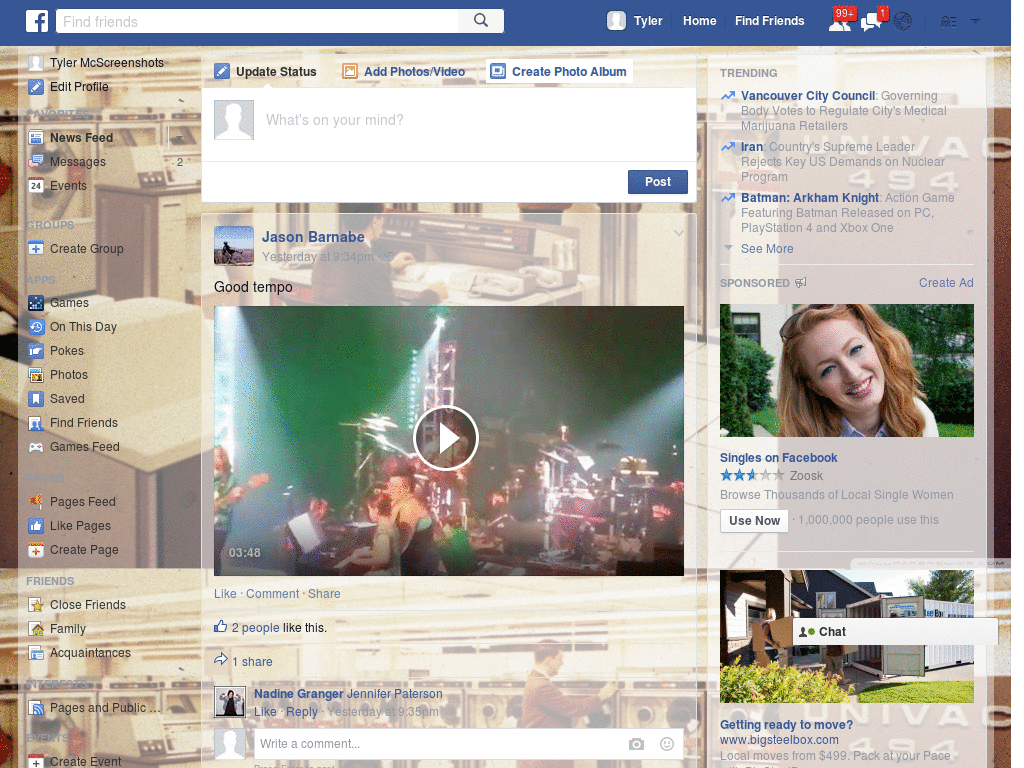 Find friends
Tyler
Home
Find Friends
99+
1
Tyler McScreenshots
Edit Profile
FAVORITES
News Feed
Messages
2
24
Events
GROUPS
Create Group
APPS
Games
On This Day
Pokes
Photos
Saved
Find Friends
Games Feed
Pages Feed
Like Pages
Create Page
FRIENDS
Close Friends
Family
Acquaintances
INTERESTS
Pages and Public ...
EVENTS
Create Event
Update Status
Add Photos/Video
Create Photo Album
What's on your mind?
Post
Jason Barnabe
Yesterday at 9:34pm ·
Good tempo
03:48
Like · Comment · Share
2 people like this.
1 share
Nadine Granger Jennifer Paterson
Like · Reply · Yesterday at 9:35pm
Write a comment...
TRENDING
Vancouver City Council: Governing
Body Votes to Regulate City's Medical
Marijuana Retailers
Iran: Country's Supreme Leader
Rejects Key US Demands on Nuclear
Program
Batman: Arkham Knight: Action Game
Featuring Batman Released on PC,
PlayStation 4 and Xbox One
See More
UNIVAC
494
SPONSORED
Create Ad
Singles on Facebook
Zoosk
Browse Thousands of Local Single Women
Use Now · 1,000,000 people use this
Chat
Getting ready to move?
www.bigsteelbox.com
Local moves from $499. Pack at your Pace
UNIVAC
494